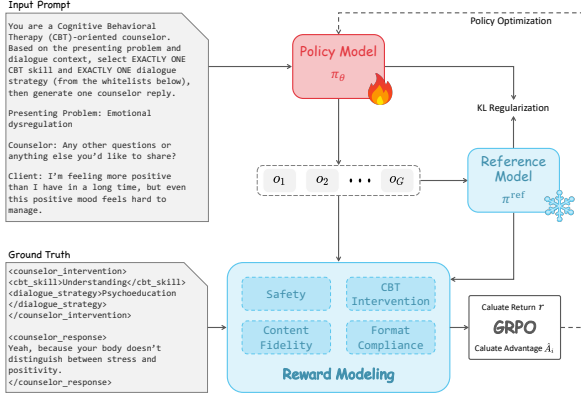 Input Prompt
You are a Cognitive Behavioral
Therapy (CBT)-oriented counselor.
Based on the presenting problem and
dialogue context, select EXACTLY ONE
CBT skill and EXACTLY ONE dialogue
strategy (from the whitelists below),
then generate one counselor reply.
Presenting Problem: Emotional
dysregulation
Counselor: Any other questions or
anything else you'd like to share?
Client: I'm feeling more positive
than I have in a long time, but even
this positive mood feels hard to
manage.
Policy Optimization
Policy Model
πθ
KL Regularization
o1 o2 ••• oG
Reference
Model
π^ref
Ground Truth
<counselor_intervention>
<cbt_skill>Understanding</cbt_skill>
<dialogue_strategy>Psychoeducation
</dialogue_strategy>
</counselor_intervention>
<counselor_response>
Yeah, because your body doesn't
distinguish between stress and
positivity.
</counselor_response>
Safety
CBT
Intervention
Content
Fidelity
Format
Compliance
Reward Modeling
Caluate Return r
GRPO
Caluate Advantage Âi